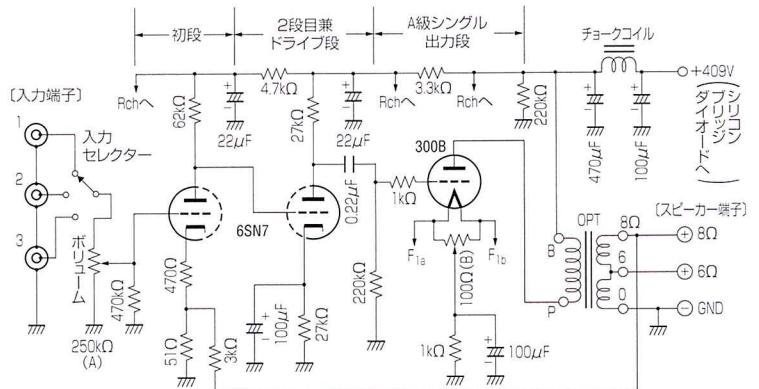 初段
2段目兼
ドライブ段
A級シングル
出力段
チョークコイル
+409V
〔入力端子〕
Rchへ
4.7kΩ
Rchへ
3.3kΩ
Rchへ
62kΩ
22μF
27kΩ
22μF
220kΩ
470μF
100μF
シリコン
ブリッジ
ダイオードへ
1
入力
セレクター
2
3
300B
0.22μF
1kΩ
6SN7
〔スピーカー端子〕
OPT
8Ω
8Ω
B
6
6Ω
P
0
GND
F1a
F1b
100Ω(B)
ボリューム
470kΩ
470Ω
220kΩ
250kΩ
(A)
51Ω
3kΩ
100μF
27kΩ
1kΩ
100μF